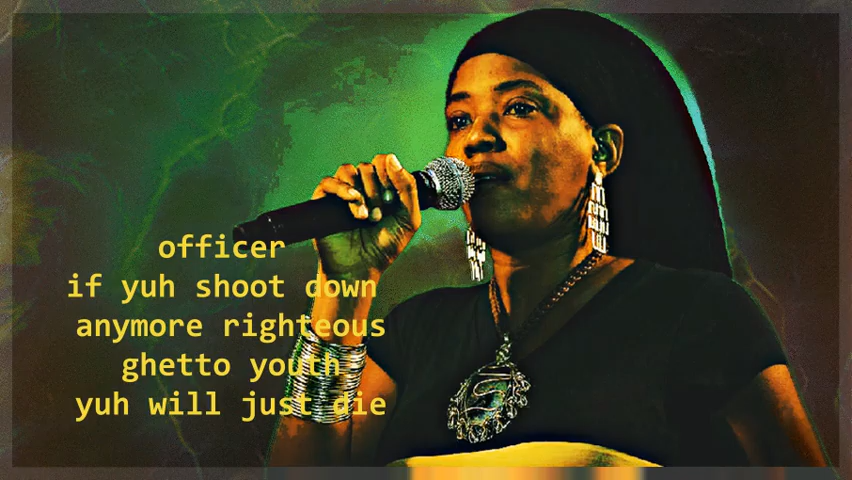 officer
if yuh shoot down
anymore righteous
ghetto youth
yuh will just die